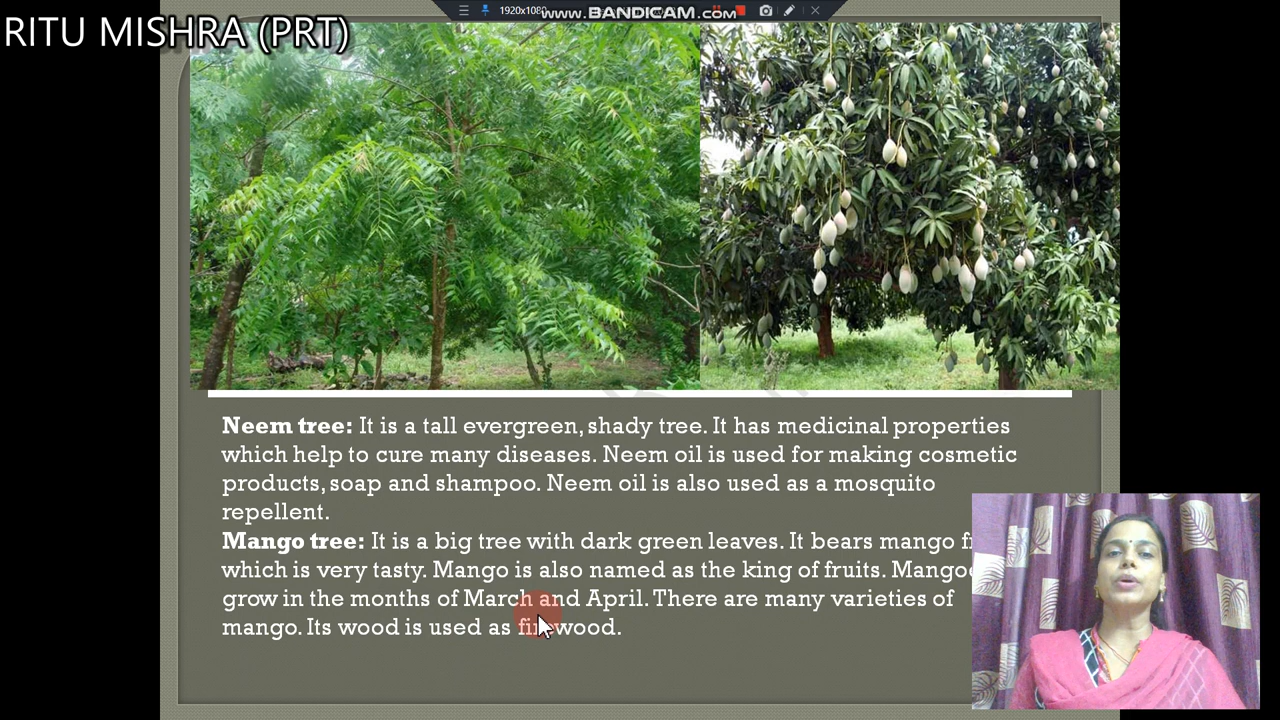 1920x1080
www.BANDICAM.com
RITU MISHRA (PRT)
Neem tree: It is a tall evergreen, shady tree. It has medicinal properties
which help to cure many diseases. Neem oil is used for making cosmetic
products, soap and shampoo. Neem oil is also used as a mosquito
repellent.
Mango tree: It is a big tree with dark green leaves. It bears mango
which is very tasty. Mango is also named as the king of fruits.
grow in the months of March and April. There are many varieties of
mango. Its wood is used as firewood.